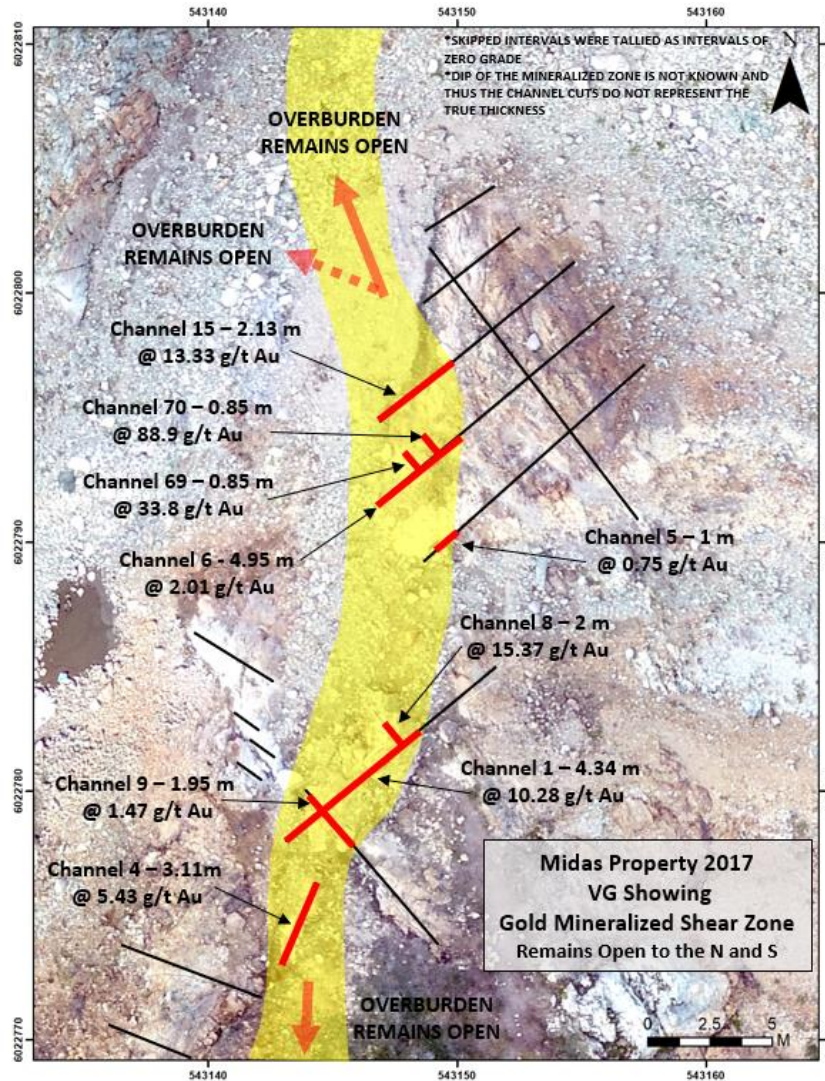 543140
543150
543160
6022810
6022800
6022790
6022780
6022770
*SKIPPED INTERVALS WERE TALLIED AS INTERVALS OF
ZERO GRADE
*DIP OF THE MINERALIZED ZONE IS NOT KNOWN AND
THUS THE CHANNEL CUTS DO NOT REPRESENT THE
TRUE THICKNESS
N
OVERBURDEN
REMAINS OPEN
OVERBURDEN
REMAINS OPEN
Channel 15 – 2.13 m
@ 13.33 g/t Au
Channel 70 – 0.85 m
@ 88.9 g/t Au
Channel 69 – 0.85 m
@ 33.8 g/t Au
Channel 6 - 4.95 m
@ 2.01 g/t Au
Channel 5 – 1 m
@ 0.75 g/t Au
Channel 8 – 2 m
@ 15.37 g/t Au
Channel 1 – 4.34 m
@ 10.28 g/t Au
Channel 9 – 1.95 m
@ 1.47 g/t Au
Channel 4 – 3.11m
@ 5.43 g/t Au
Midas Property 2017
VG Showing
Gold Mineralized Shear Zone
Remains Open to the N and S
OVERBURDEN
REMAINS OPEN
0 2.5 5
M
543140
543150
543160